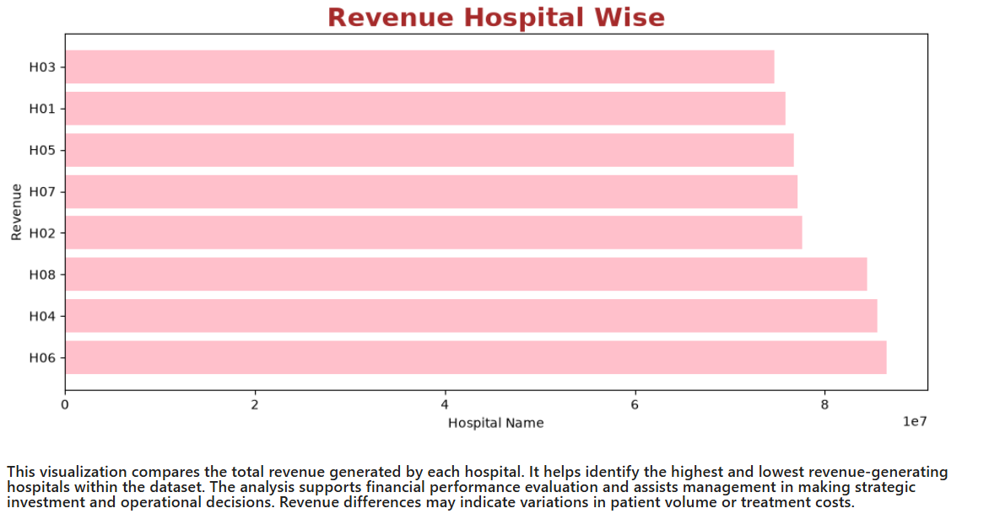 Revenue Hospital Wise
H03
H01
H05
H07
H02
H08
H04
H06
Revenue
0 2 4 6 8
1e7
Hospital Name
This visualization compares the total revenue generated by each hospital. It helps identify the highest and lowest revenue-generating
hospitals within the dataset. The analysis supports financial performance evaluation and assists management in making strategic
investment and operational decisions. Revenue differences may indicate variations in patient volume or treatment costs.